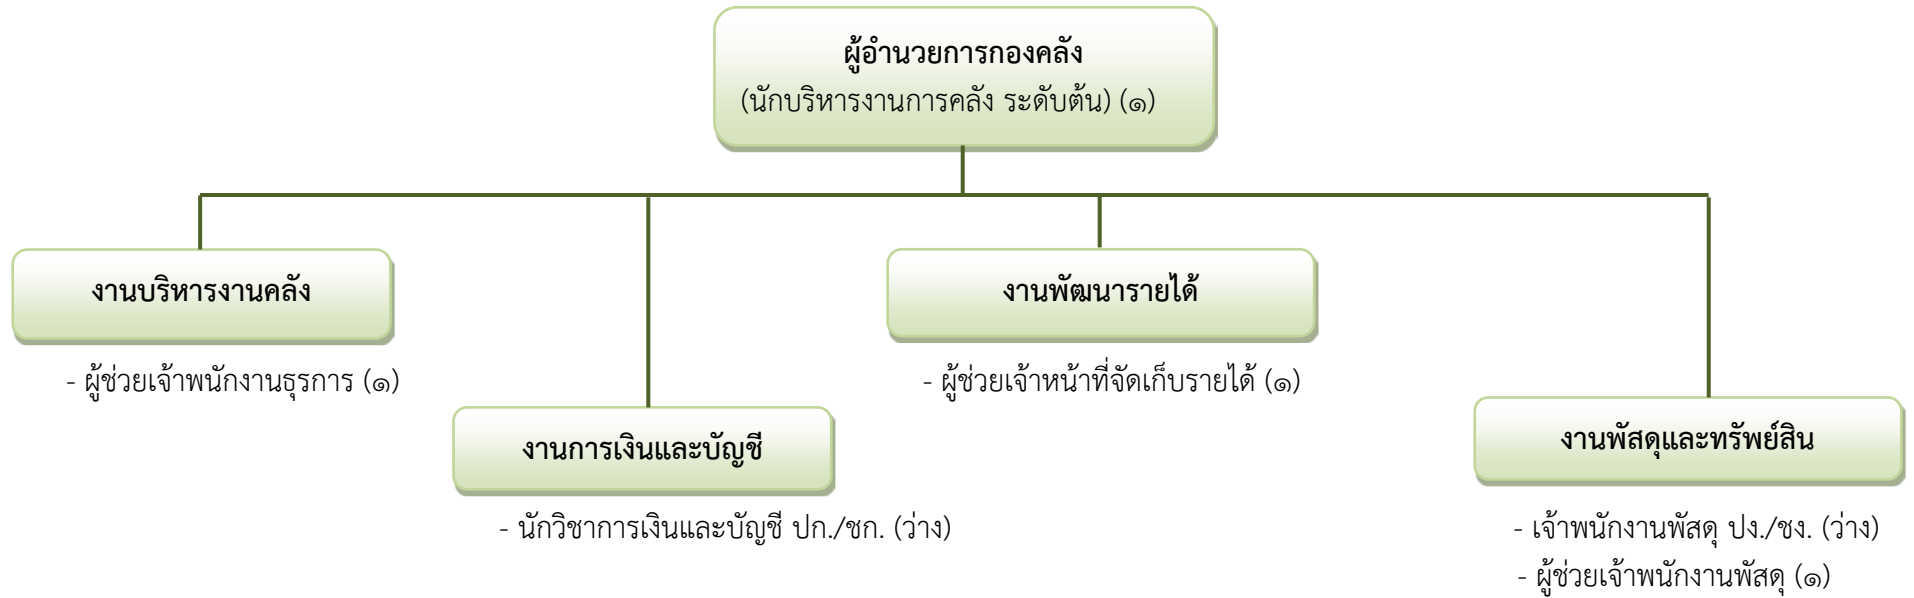 ผู้อำนวยการกองคลัง
(นักบริหารงานการคลัง ระดับต้น) (๑)
งานบริหารงานคลัง
- ผู้ช่วยเจ้าพนักงานธุรการ (๑)
งานการเงินและบัญชี
- นักวิชาการเงินและบัญชี ปก./ชก. (ว่าง)
งานพัฒนารายได้
- ผู้ช่วยเจ้าหน้าที่จัดเก็บรายได้ (๑)
งานพัสดุและทรัพย์สิน
- เจ้าพนักงานพัสดุ ปง./ชง. (ว่าง)
- ผู้ช่วยเจ้าพนักงานพัสดุ (๑)